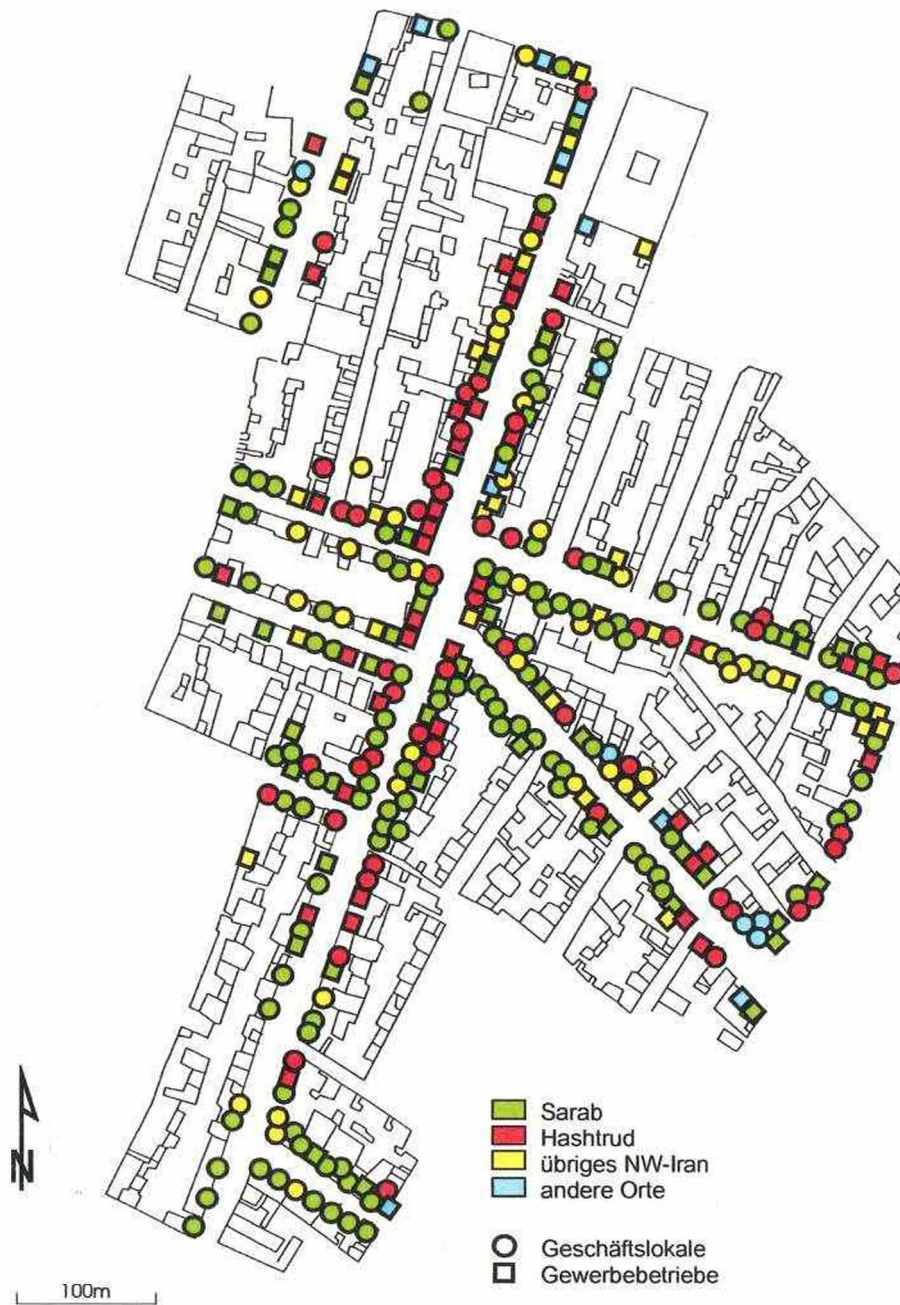 Sarab
Hashtrud
übriges NW-Iran
andere Orte
Geschäftslokale
Gewerbebetriebe
N
100m